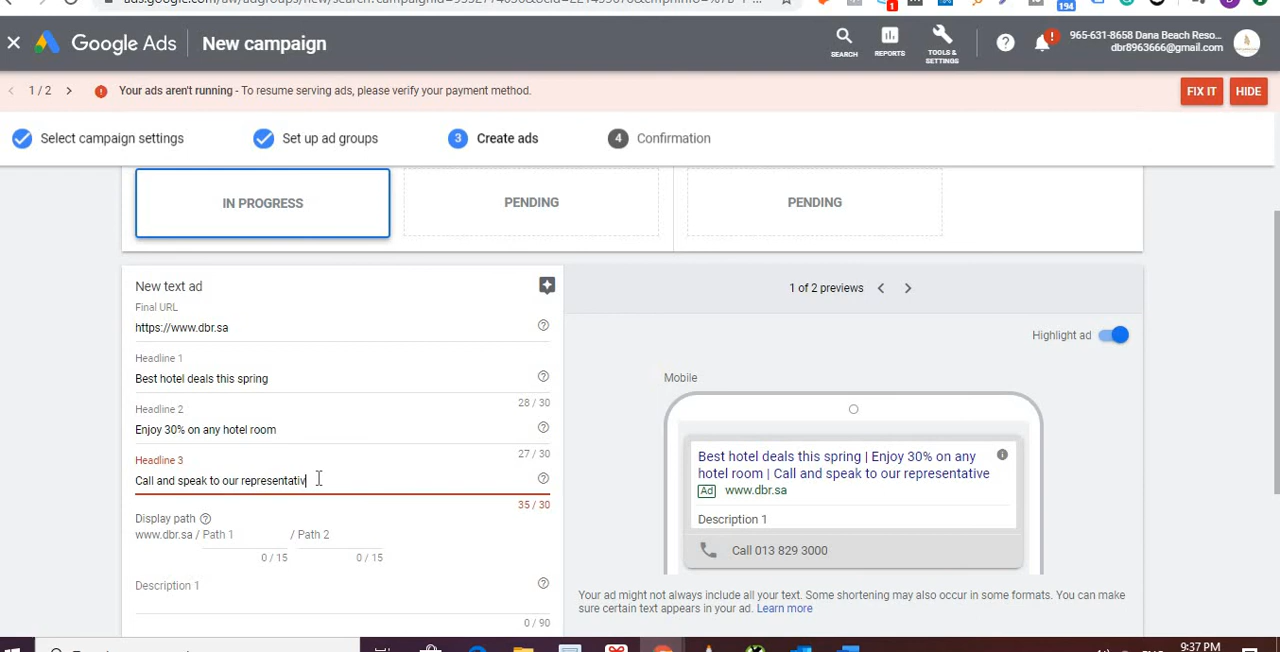 194
Google Ads New campaign
SEARCH
REPORTS
TOOLS & SETTINGS
965-631-8658 Dana Beach Reso...
dbr8963666@gmail.com
1 / 2
Your ads aren't running - To resume serving ads, please verify your payment method.
FIX IT
HIDE
Select campaign settings
Set up ad groups
3 Create ads
4 Confirmation
IN PROGRESS
PENDING
PENDING
New text ad
Final URL
https://www.dbr.sa
Headline 1
Best hotel deals this spring
28 / 30
Headline 2
Enjoy 30% on any hotel room
27 / 30
Headline 3
Call and speak to our representativ
35 / 30
Display path
www.dbr.sa / Path 1 / Path 2
0 / 15 0 / 15
Description 1
0 / 90
1 of 2 previews
Highlight ad
Mobile
Best hotel deals this spring | Enjoy 30% on any
hotel room | Call and speak to our representative
Ad www.dbr.sa
Description 1
Call 013 829 3000
Your ad might not always include all your text. Some shortening may also occur in some formats. You can make
sure certain text appears in your ad. Learn more
9:37 PM